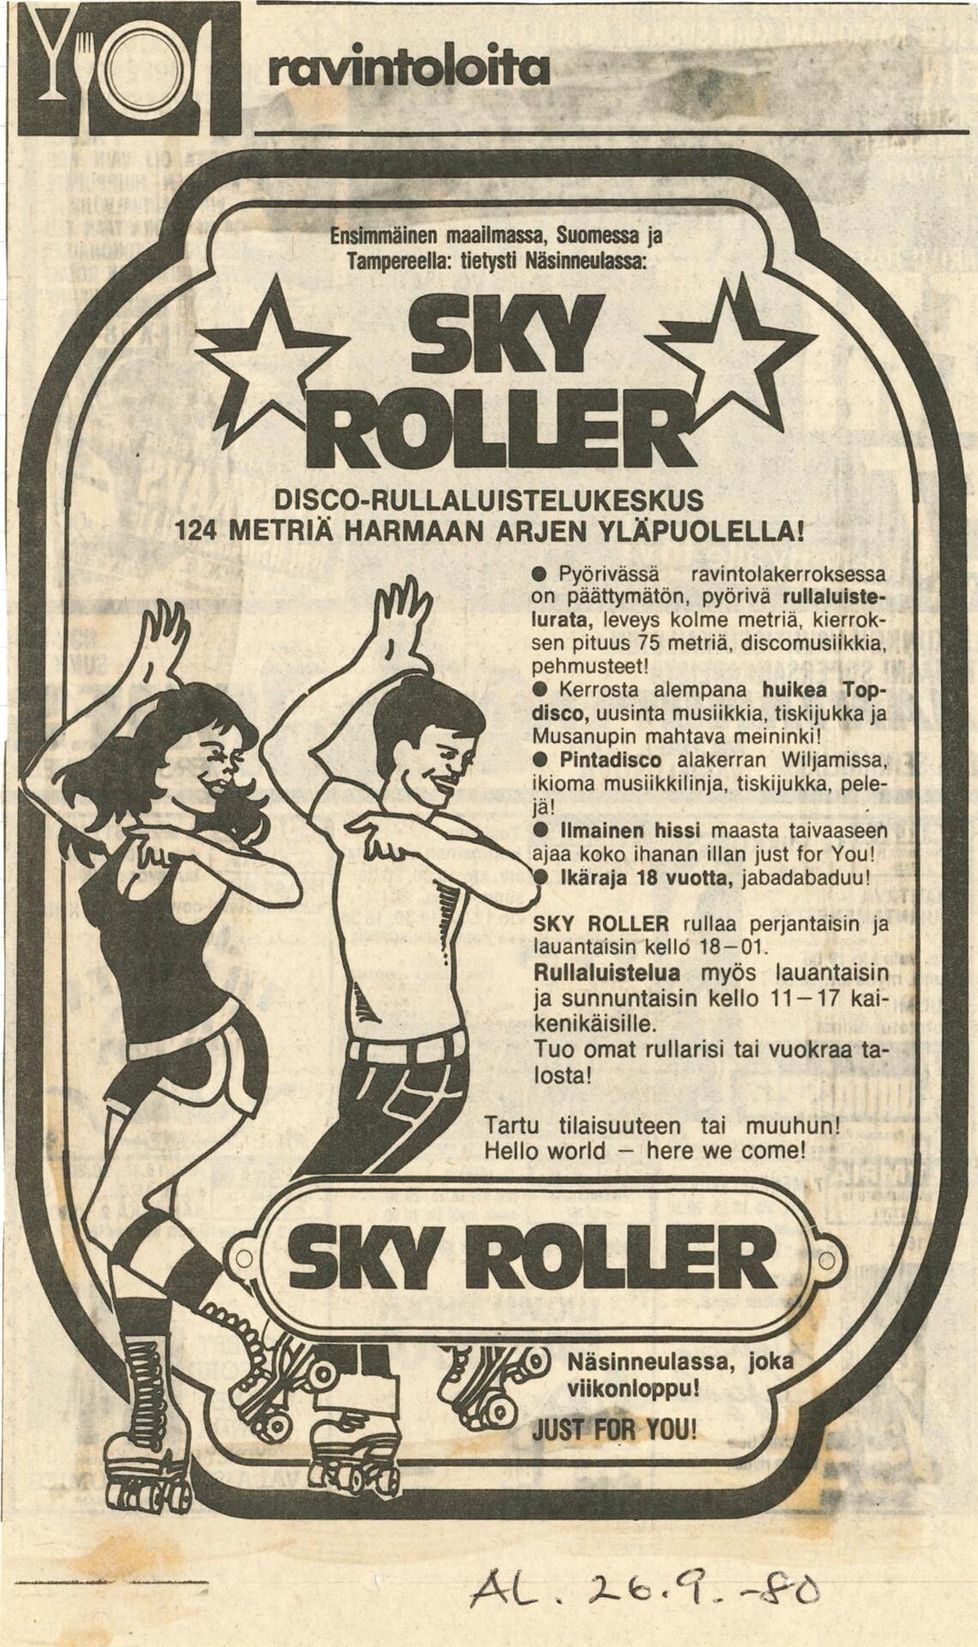 ravintoloita
Ensimmäinen maailmassa, Suomessa ja
Tampereella: tietysti Näsinneulassa:
SKY
ROLLER
DISCO-RULLALUISTELUKESKUS
124 METRIÄ HARMAAN ARJEN YLÄPUOLELLA!
● Pyörivässä ravintolakerroksessa
on päättymätön, pyörivä rullaluiste-
lurata, leveys kolme metriä, kierrok-
sen pituus 75 metriä, discomusiikkia,
pehmusteet!
● Kerrosta alempana huikea Top-
disco, uusinta musiikkia, tiskijukka ja
Musanupin mahtava meininki!
● Pintadisco alakerran Wiljamissa,
ikioma musiikkilinja, tiskijukka, pele-
jä!
● Ilmainen hissi maasta taivaaseen
ajaa koko ihanan illan just for You!
● Ikäraja 18 vuotta, jabadabaduu!
SKY ROLLER rullaa perjantaisin ja
lauantaisin kello 18–01.
Rullaluistelua myös lauantaisin
ja sunnuntaisin kello 11–17 kai-
kenikäisille.
Tuo omat rullarisi tai vuokraa ta-
losta!
Tartu tilaisuuteen tai muuhun!
Hello world – here we come!
SKY ROLLER
Näsinneulassa, joka
viikonloppu!
JUST FOR YOU!
AL. 26.9.-80